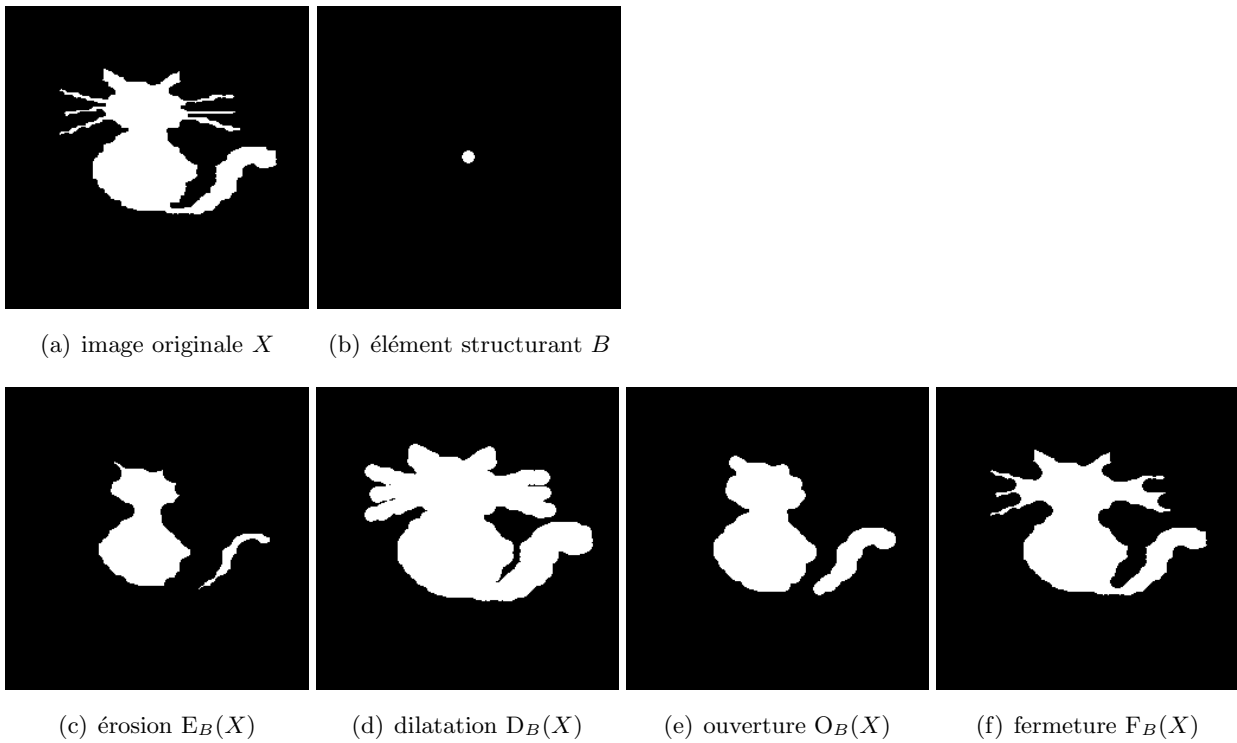 (a) image originale X (b) élément structurant B
(c) érosion E_B(X) (d) dilatation D_B(X) (e) ouverture O_B(X) (f) fermeture F_B(X)